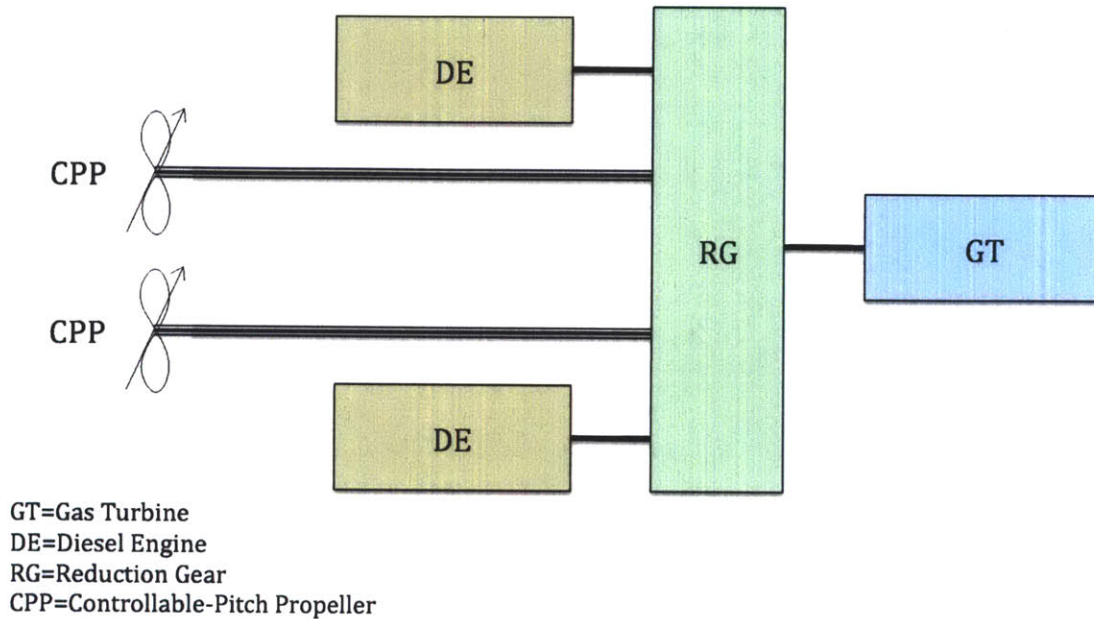 DE
CPP
RG
GT
CPP
DE
GT=Gas Turbine
DE=Diesel Engine
RG=Reduction Gear
CPP=Controllable-Pitch Propeller